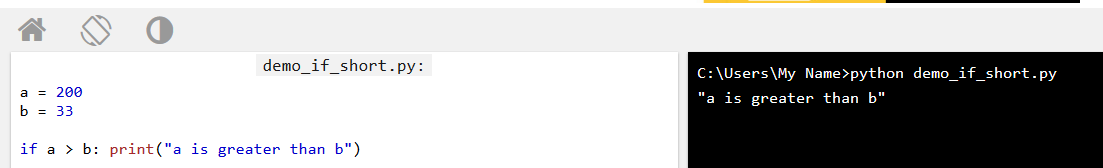 demo_if_short.py:
a = 200
b = 33
if a > b: print("a is greater than b")
C:\Users\My Name>python demo_if_short.py
"a is greater than b"